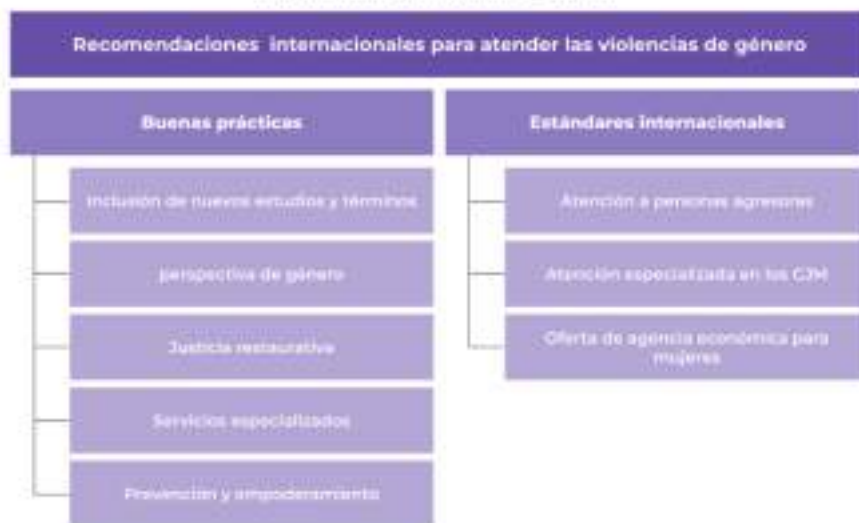 Recomendaciones internacionales para atender las violencias de género
Buenas prácticas
Inclusión de nuevos estudios y términos
perspectiva de género
Justicia restaurativa
Servicios especializados
Prevención y empoderamiento
Estándares internacionales
Atención a personas agresores
Atención especializada en los CJM
Oferta de agencia económica para
mujeres